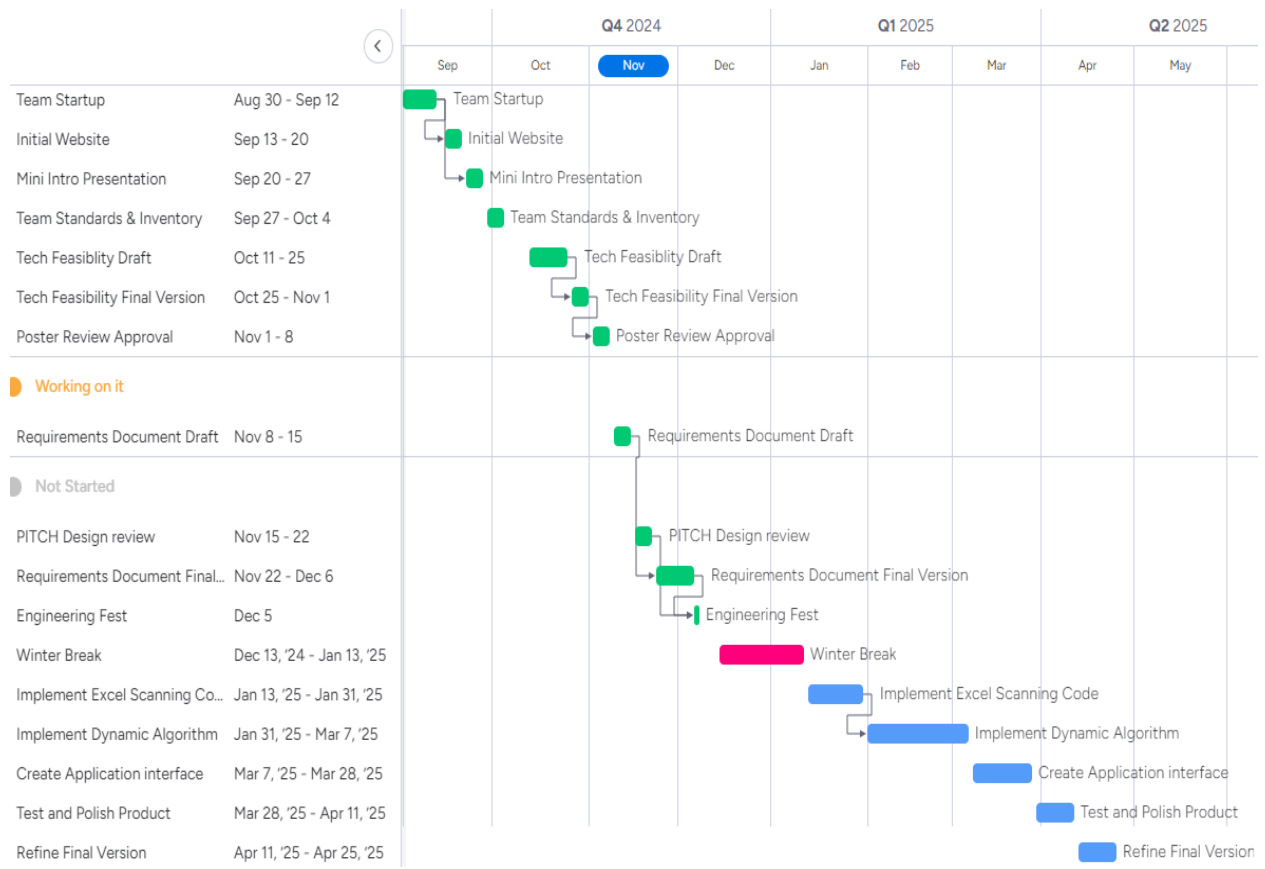 Q4 2024 Q1 2025 Q2 2025
Sep Oct Nov Dec Jan Feb Mar Apr May
Team Startup Aug 30 - Sep 12 Team Startup
Initial Website Sep 13 - 20 Initial Website
Mini Intro Presentation Sep 20 - 27 Mini Intro Presentation
Team Standards & Inventory Sep 27 - Oct 4 Team Standards & Inventory
Tech Feasiblity Draft Oct 11 - 25 Tech Feasiblity Draft
Tech Feasibility Final Version Oct 25 - Nov 1 Tech Feasibility Final Version
Poster Review Approval Nov 1 - 8 Poster Review Approval
Working on it
Requirements Document Draft Nov 8 - 15 Requirements Document Draft
Not Started
PITCH Design review Nov 15 - 22 PITCH Design review
Requirements Document Final... Nov 22 - Dec 6 Requirements Document Final Version
Engineering Fest Dec 5 Engineering Fest
Winter Break Dec 13, '24 - Jan 13, '25 Winter Break
Implement Excel Scanning Co... Jan 13, '25 - Jan 31, '25 Implement Excel Scanning Code
Implement Dynamic Algorithm Jan 31, '25 - Mar 7, '25 Implement Dynamic Algorithm
Create Application interface Mar 7, '25 - Mar 28, '25 Create Application interface
Test and Polish Product Mar 28, '25 - Apr 11, '25 Test and Polish Product
Refine Final Version Apr 11, '25 - Apr 25, '25 Refine Final Version